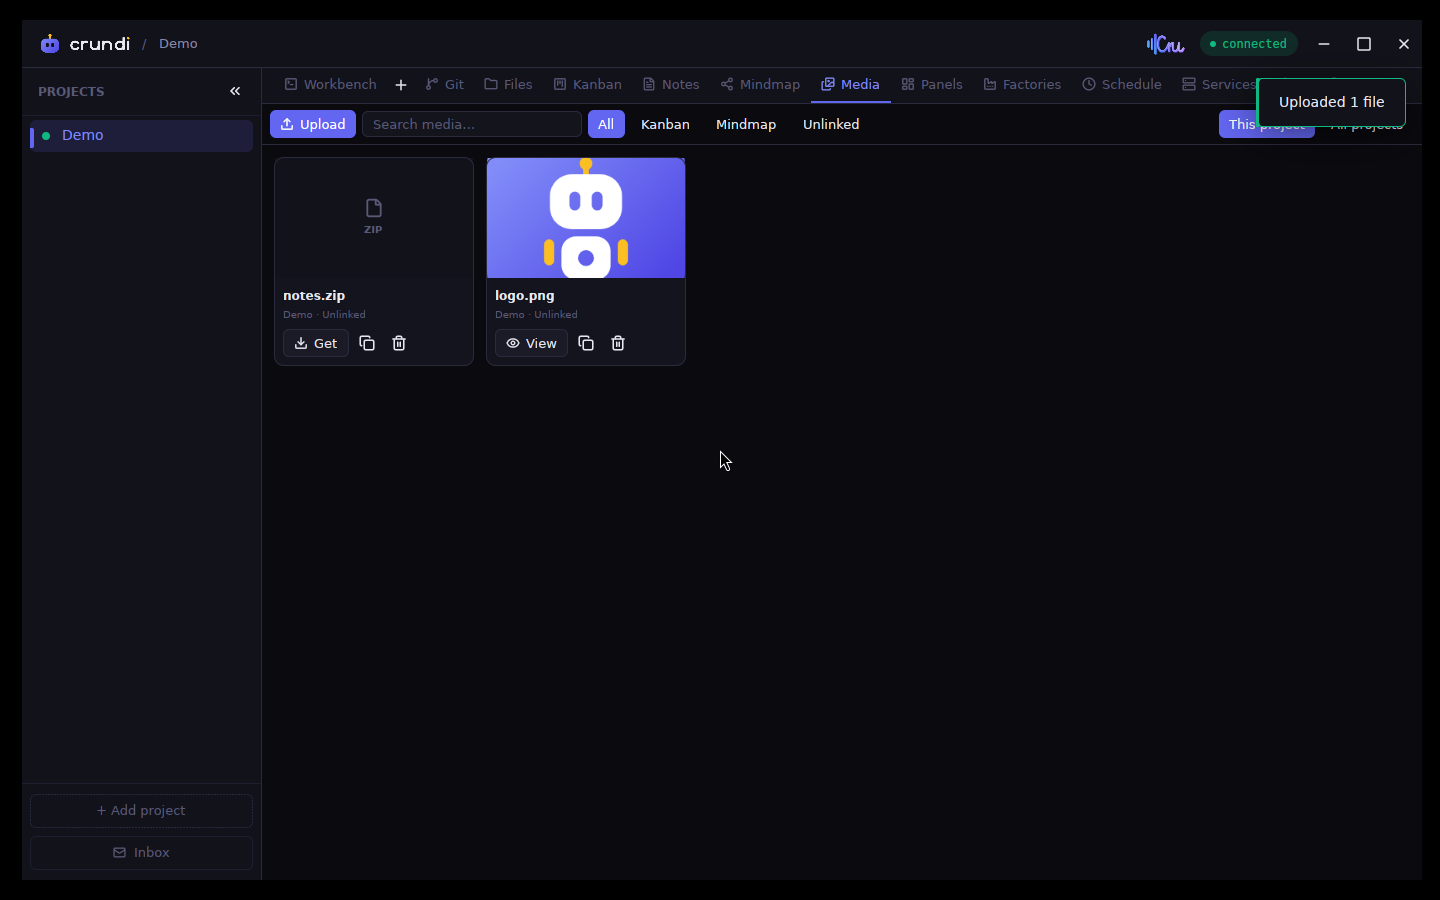 crundi / Demo
Cru
connected
PROJECTS
Workbench
Git
Files
Kanban
Notes
Mindmap
Media
Panels
Factories
Schedule
Services
Uploaded 1 file
Demo
Upload
Search media...
All
Kanban
Mindmap
Unlinked
This project
All projects
ZIP
notes.zip
Demo · Unlinked
Get
logo.png
Demo · Unlinked
View
+ Add project
Inbox